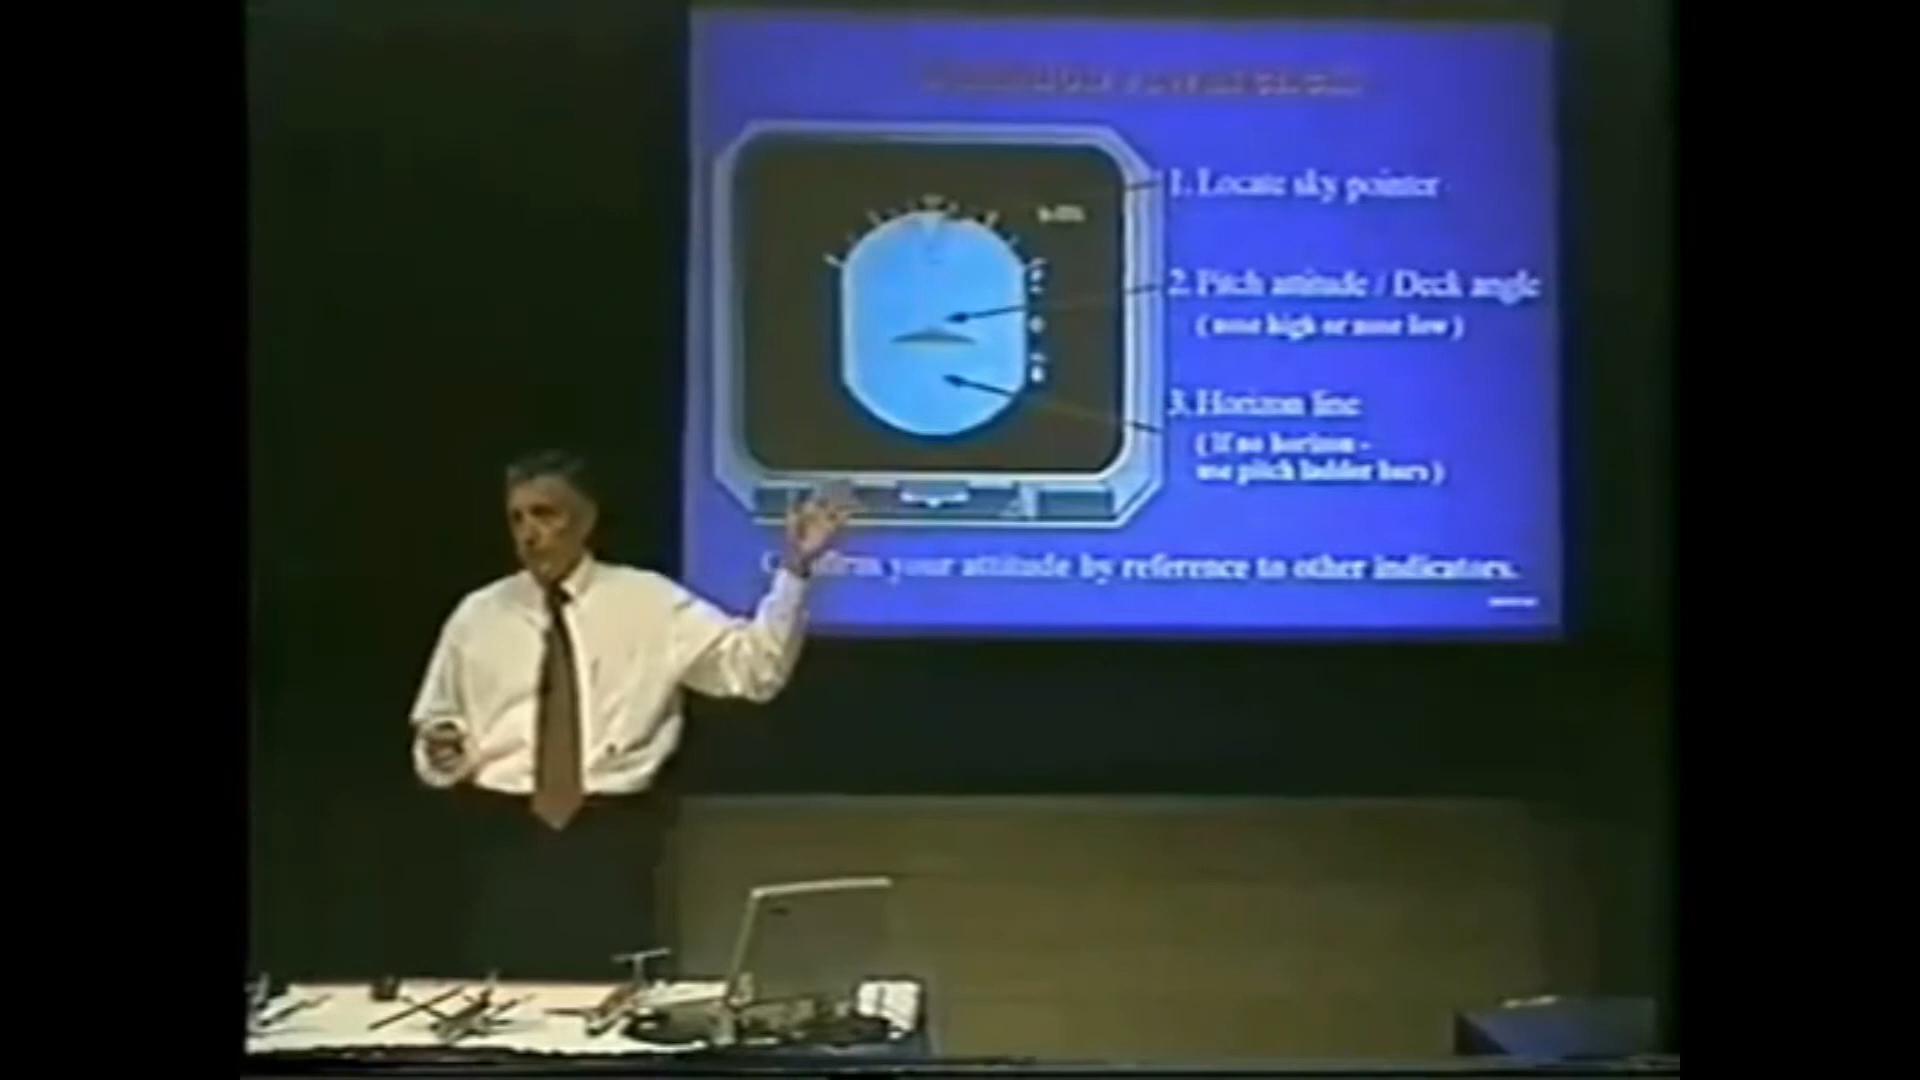 1. Locate sky pointer
2. Pitch attitude / Deck angle
( nose high or nose low )
3. Horizon line
( If no horizon -
use pitch ladder bars )
your attitude by reference to other indicators.